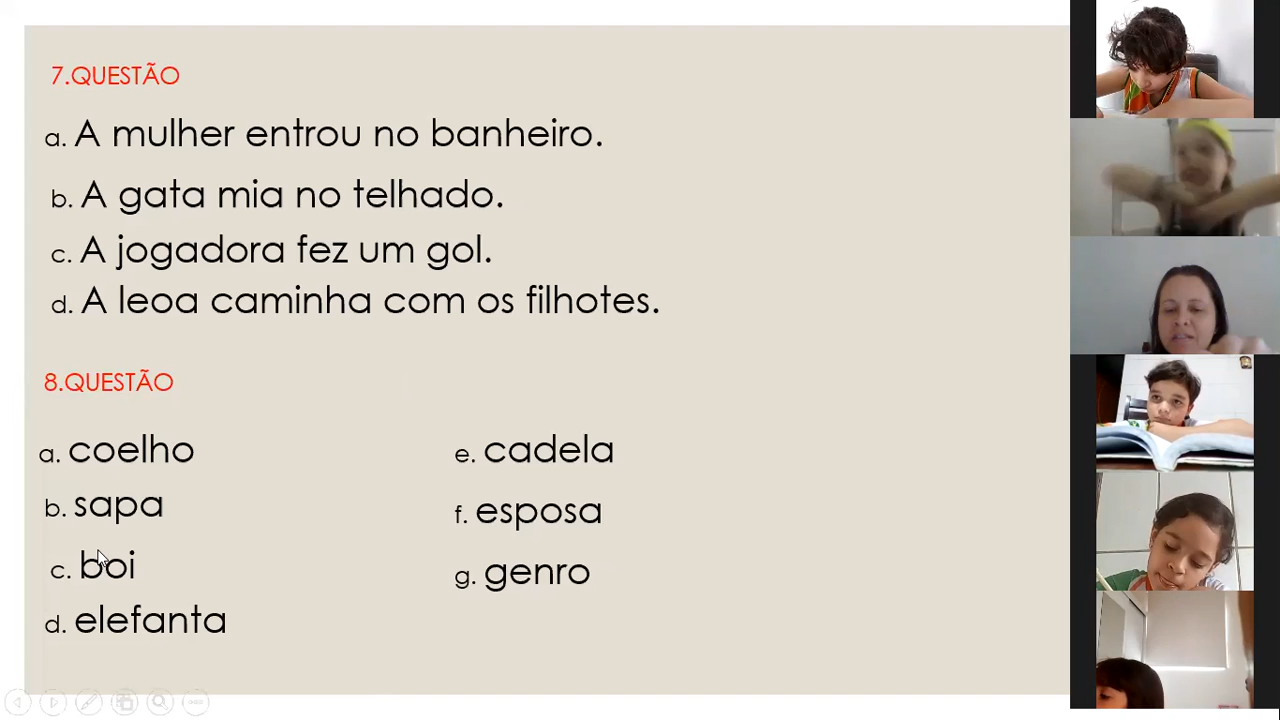 7.QUESTÃO
a. A mulher entrou no banheiro.
b. A gata mia no telhado.
c. A jogadora fez um gol.
d. A leoa caminha com os filhotes.
8.QUESTÃO
a. coelho
b. sapa
c. boi
d. elefanta
e. cadela
f. esposa
g. genro